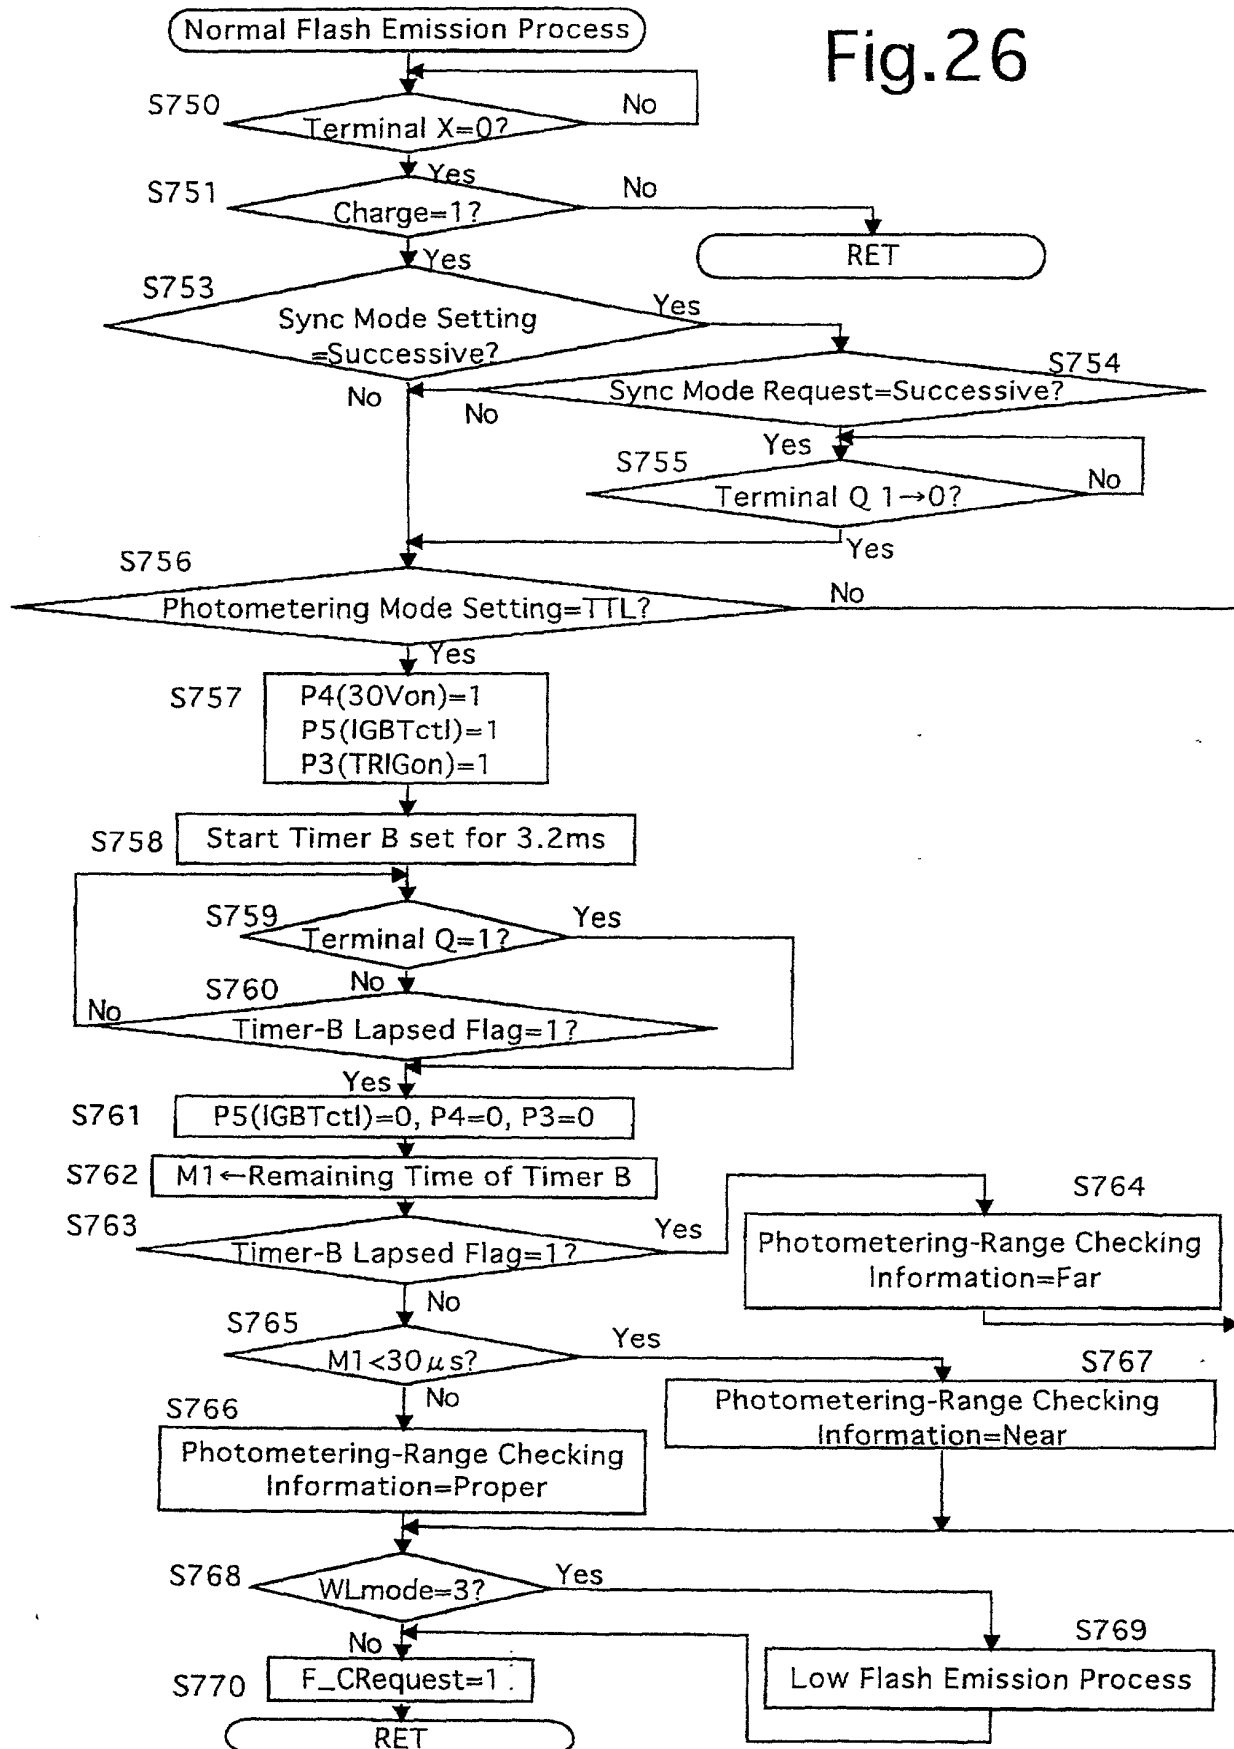 Normal Flash Emission Process
Fig.26
S750
Terminal X=0?
No
Yes
S751
Charge=1?
No
RET
Yes
S753
Sync Mode Setting
=Successive?
Yes
No
S754
Sync Mode Request=Successive?
No
Yes
S755
Terminal Q 1→0?
No
Yes
S756
Photometering Mode Setting=TTL?
No
Yes
S757
P4(30Von)=1
P5(IGBTctl)=1
P3(TRIGon)=1
S758
Start Timer B set for 3.2ms
S759
Terminal Q=1?
Yes
No
S760
Timer-B Lapsed Flag=1?
No
Yes
S761
P5(IGBTctl)=0, P4=0, P3=0
S762
M1←Remaining Time of Timer B
S763
Timer-B Lapsed Flag=1?
Yes
No
S764
Photometering-Range Checking
Information=Far
S765
M1<30μs?
Yes
No
S767
Photometering-Range Checking
Information=Near
S766
Photometering-Range Checking
Information=Proper
S768
WLmode=3?
Yes
No
S769
Low Flash Emission Process
S770
F_CRequest=1
RET